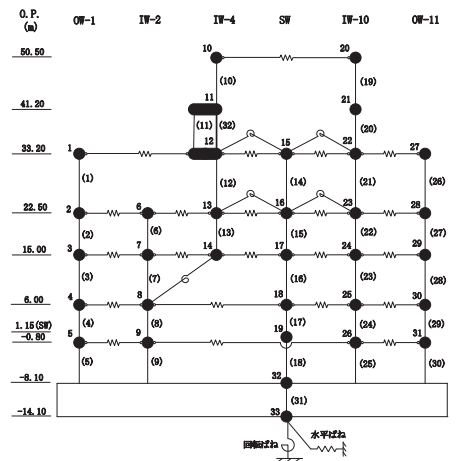 O.P.
(m)
OW-1 IW-2 IW-4 SW IW-10 OW-11
50.50 10 20
(10) (19)
41.20 11 21
(11) (32) (20)
33.20 1 12 15 22 27
(1) (12) (14) (21) (26)
22.50 2 6 13 16 23 28
(2) (6) (13) (15) (22) (27)
15.00 3 7 14 17 24 29
(3) (7) (16) (23) (28)
6.00 4 8 18 25 30
(4) (8) (17) (24) (29)
1.15(SW) 19
-0.80 5 9 26 31
(5) (9) (18) (25) (30)
-8.10 32
(31)
-14.10 33
回転ばね 水平ばね